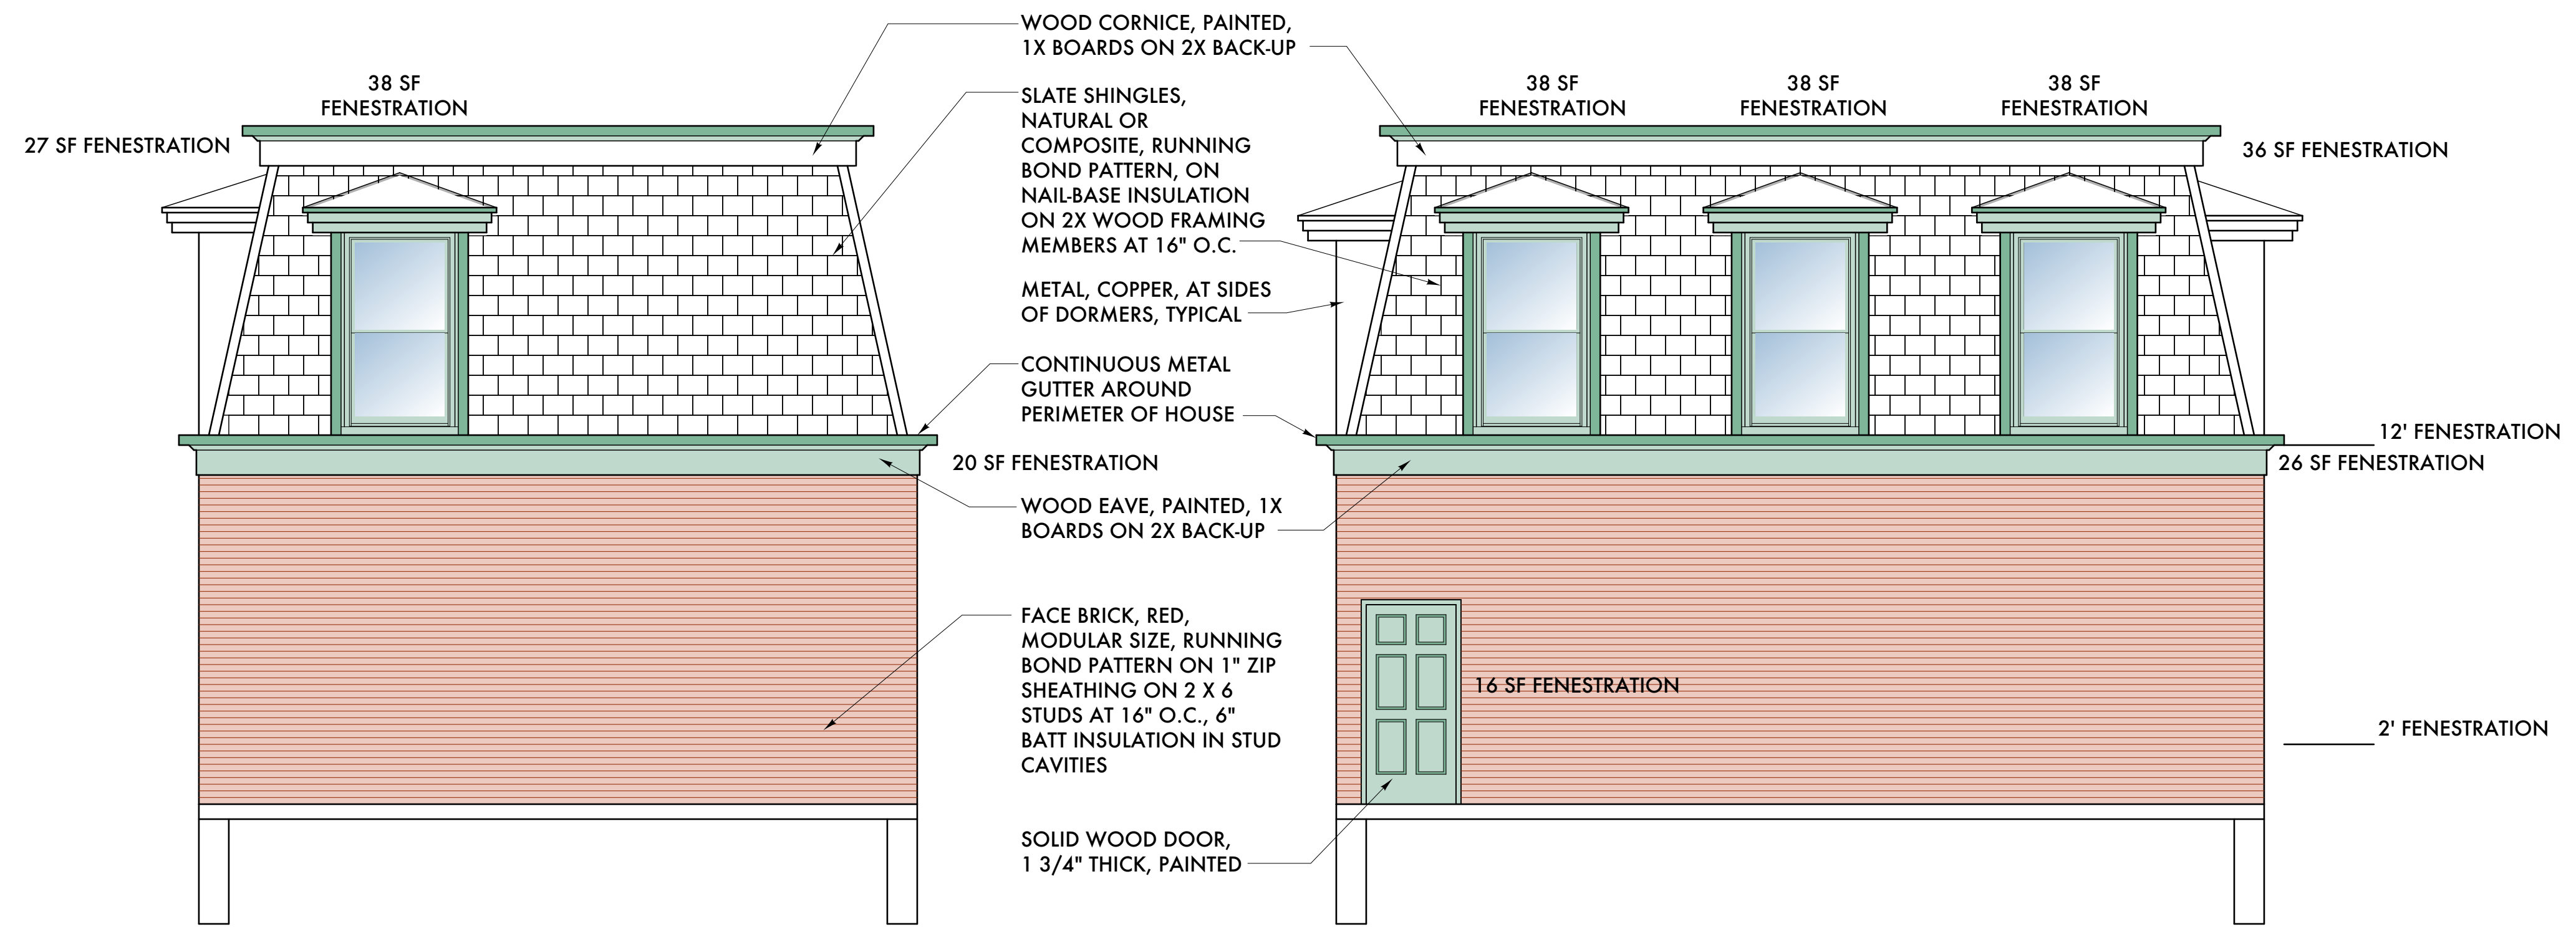 38 SF
FENESTRATION
27 SF FENESTRATION
20 SF FENESTRATION
WOOD CORNICE, PAINTED,
1X BOARDS ON 2X BACK-UP
SLATE SHINGLES,
NATURAL OR
COMPOSITE, RUNNING
BOND PATTERN, ON
NAIL-BASE INSULATION
ON 2X WOOD FRAMING
MEMBERS AT 16" O.C.
METAL, COPPER, AT SIDES
OF DORMERS, TYPICAL
CONTINUOUS METAL
GUTTER AROUND
PERIMETER OF HOUSE
WOOD EAVE, PAINTED, 1X
BOARDS ON 2X BACK-UP
FACE BRICK, RED,
MODULAR SIZE, RUNNING
BOND PATTERN ON 1" ZIP
SHEATHING ON 2 X 6
STUDS AT 16" O.C., 6"
BATT INSULATION IN STUD
CAVITIES
SOLID WOOD DOOR,
1 3/4" THICK, PAINTED
38 SF
FENESTRATION
38 SF
FENESTRATION
38 SF
FENESTRATION
36 SF FENESTRATION
12' FENESTRATION
26 SF FENESTRATION
16 SF FENESTRATION
2' FENESTRATION